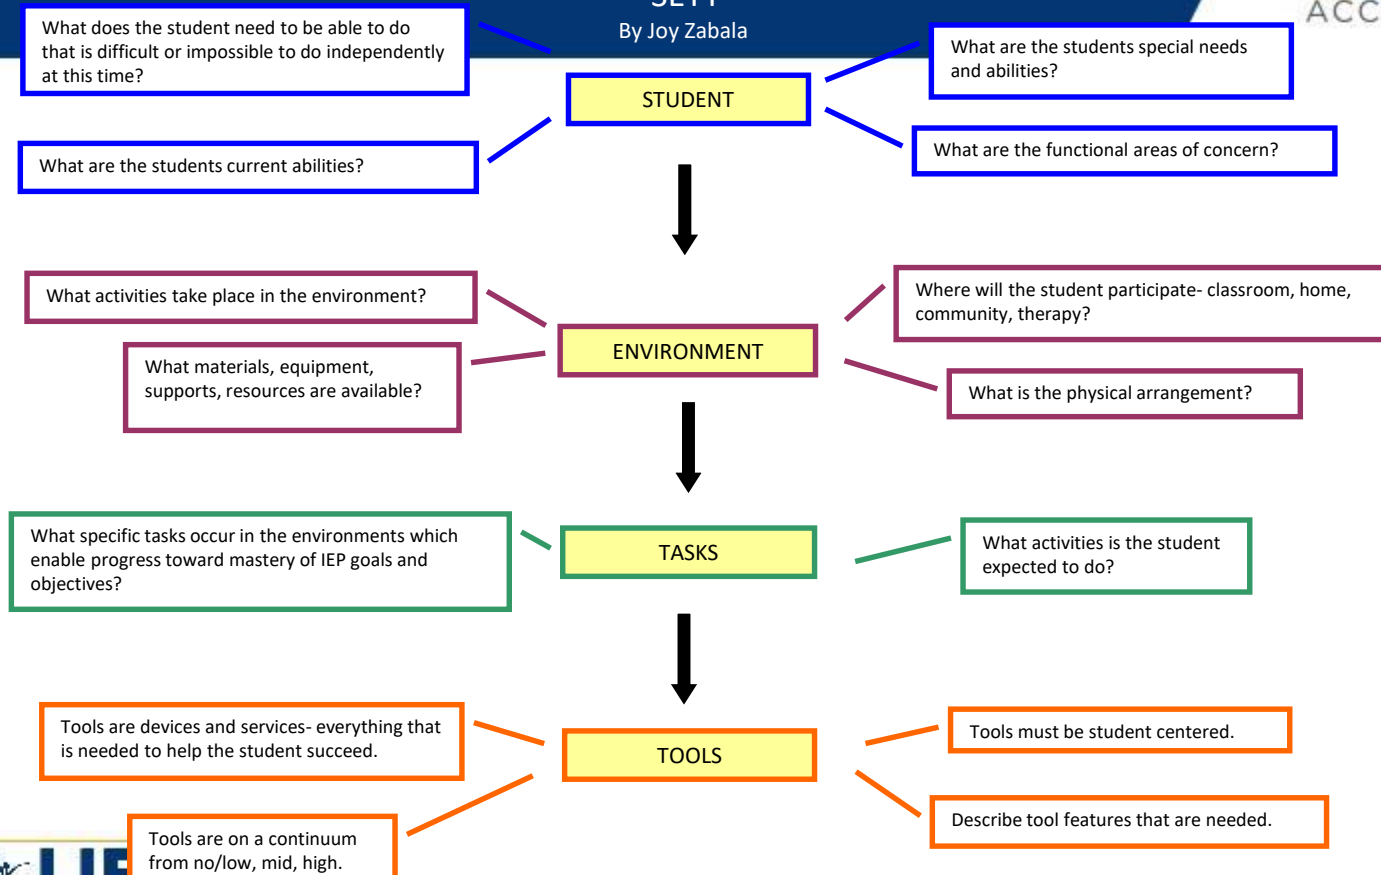 SETT
By Joy Zabala
ACC
What does the student need to be able to do
that is difficult or impossible to do independently
at this time?
What are the students special needs
and abilities?
STUDENT
What are the students current abilities?
What are the functional areas of concern?
What activities take place in the environment?
Where will the student participate- classroom, home,
community, therapy?
ENVIRONMENT
What materials, equipment,
supports, resources are available?
What is the physical arrangement?
What specific tasks occur in the environments which
enable progress toward mastery of IEP goals and
objectives?
TASKS
What activities is the student
expected to do?
Tools are devices and services- everything that
is needed to help the student succeed.
TOOLS
Tools must be student centered.
Tools are on a continuum
from no/low, mid, high.
Describe tool features that are needed.